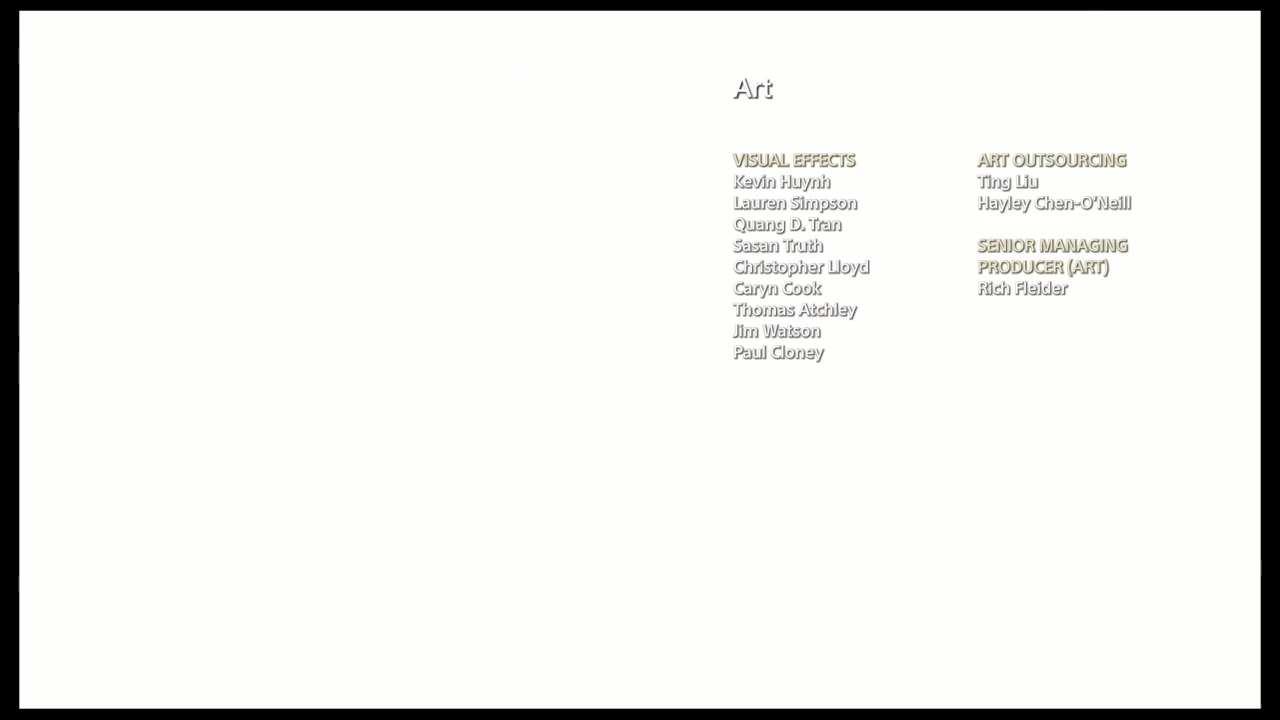 Art
VISUAL EFFECTS
Kevin Huynh
Lauren Simpson
Quang D. Tran
Sasan Truth
Christopher Lloyd
Caryn Cook
Thomas Atchley
Jim Watson
Paul Cloney
ART OUTSOURCING
Ting Liu
Hayley Chen-O'Neill
SENIOR MANAGING
PRODUCER (ART)
Rich Fleider